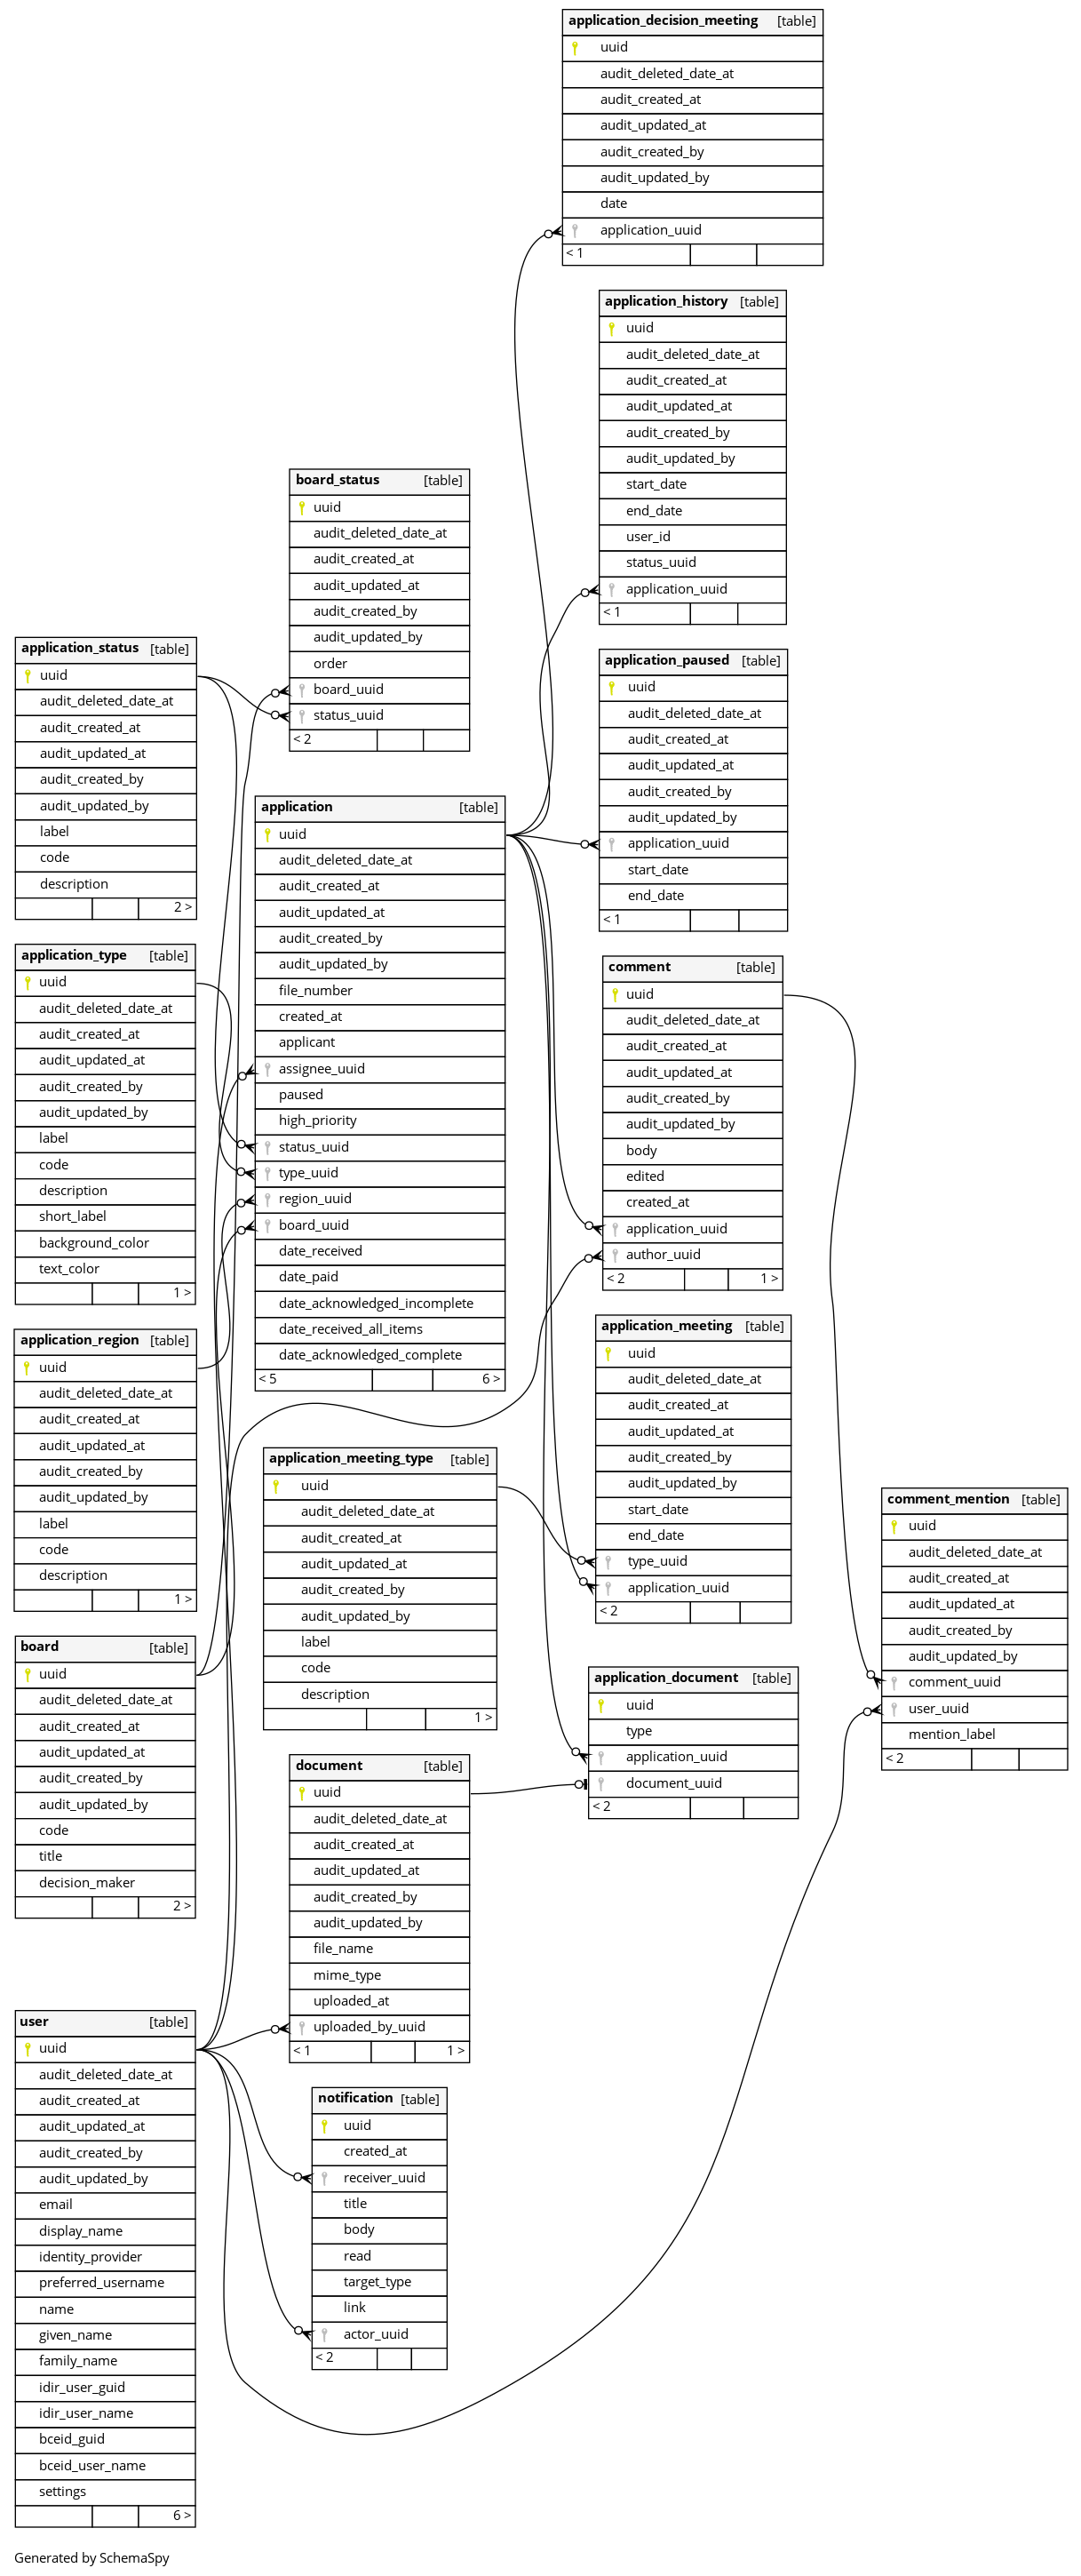 application_decision_meeting [table]
uuid
audit_deleted_date_at
audit_created_at
audit_updated_at
audit_created_by
audit_updated_by
date
application_uuid
< 1
application_history [table]
uuid
audit_deleted_date_at
audit_created_at
audit_updated_at
audit_created_by
audit_updated_by
start_date
end_date
user_id
status_uuid
application_uuid
< 1
board_status [table]
uuid
audit_deleted_date_at
audit_created_at
audit_updated_at
audit_created_by
audit_updated_by
order
board_uuid
status_uuid
< 2
application_status [table]
uuid
audit_deleted_date_at
audit_created_at
audit_updated_at
audit_created_by
audit_updated_by
label
code
description
2 >
application_paused [table]
uuid
audit_deleted_date_at
audit_created_at
audit_updated_at
audit_created_by
audit_updated_by
application_uuid
start_date
end_date
< 1
application [table]
uuid
audit_deleted_date_at
audit_created_at
audit_updated_at
audit_created_by
audit_updated_by
file_number
created_at
applicant
assignee_uuid
paused
high_priority
status_uuid
type_uuid
region_uuid
board_uuid
date_received
date_paid
date_acknowledged_incomplete
date_received_all_items
date_acknowledged_complete
< 5 6 >
application_type [table]
uuid
audit_deleted_date_at
audit_created_at
audit_updated_at
audit_created_by
audit_updated_by
label
code
description
short_label
background_color
text_color
1 >
comment [table]
uuid
audit_deleted_date_at
audit_created_at
audit_updated_at
audit_created_by
audit_updated_by
body
edited
created_at
application_uuid
author_uuid
< 2 1 >
application_region [table]
uuid
audit_deleted_date_at
audit_created_at
audit_updated_at
audit_created_by
audit_updated_by
label
code
description
1 >
application_meeting [table]
uuid
audit_deleted_date_at
audit_created_at
audit_updated_at
audit_created_by
audit_updated_by
start_date
end_date
type_uuid
application_uuid
< 2
application_meeting_type [table]
uuid
audit_deleted_date_at
audit_created_at
audit_updated_at
audit_created_by
audit_updated_by
label
code
description
1 >
comment_mention [table]
uuid
audit_deleted_date_at
audit_created_at
audit_updated_at
audit_created_by
audit_updated_by
comment_uuid
user_uuid
mention_label
< 2
board [table]
uuid
audit_deleted_date_at
audit_created_at
audit_updated_at
audit_created_by
audit_updated_by
code
title
decision_maker
2 >
application_document [table]
uuid
type
application_uuid
document_uuid
< 2
document [table]
uuid
audit_deleted_date_at
audit_created_at
audit_updated_at
audit_created_by
audit_updated_by
file_name
mime_type
uploaded_at
uploaded_by_uuid
< 1 1 >
user [table]
uuid
audit_deleted_date_at
audit_created_at
audit_updated_at
audit_created_by
audit_updated_by
email
display_name
identity_provider
preferred_username
name
given_name
family_name
idir_user_guid
idir_user_name
bceid_guid
bceid_user_name
settings
6 >
notification [table]
uuid
created_at
receiver_uuid
title
body
read
target_type
link
actor_uuid
< 2
Generated by SchemaSpy